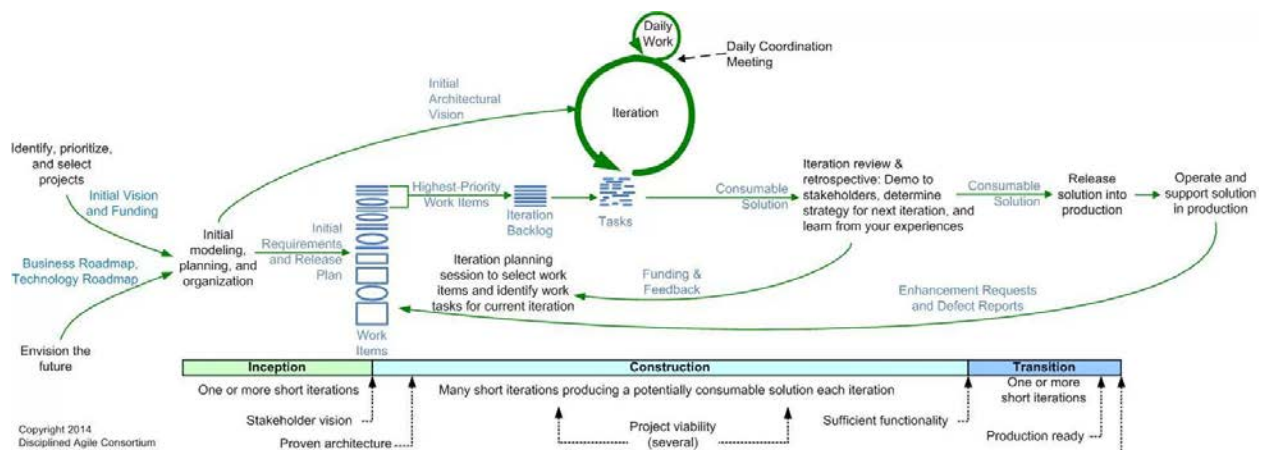 Daily
Work
Daily Coordination
Meeting
Initial
Architectural
Vision
Iteration
Identify, prioritize,
and select
projects
Initial Vision
and Funding
Highest-Priority
Work Items
Iteration
Backlog
Tasks
Consumable
Solution
Iteration review &
retrospective: Demo to
stakeholders, determine
strategy for next iteration, and
learn from your experiences
Consumable
Solution
Release
solution into
production
Operate and
support solution
in production
Initial
modeling,
planning, and
organization
Initial
Requirements
and Release
Plan
Business Roadmap,
Technology Roadmap
Iteration planning
session to select work
items and identify work
tasks for current iteration
Funding &
Feedback
Enhancement Requests
and Defect Reports
Envision the
future
Work
Items
Inception
Construction
Transition
One or more short iterations
Many short iterations producing a potentially consumable solution each iteration
One or more
short iterations
Stakeholder vision
Proven architecture
Project viability
(several)
Sufficient functionality
Production ready
Copyright 2014
Disciplined Agile Consortium